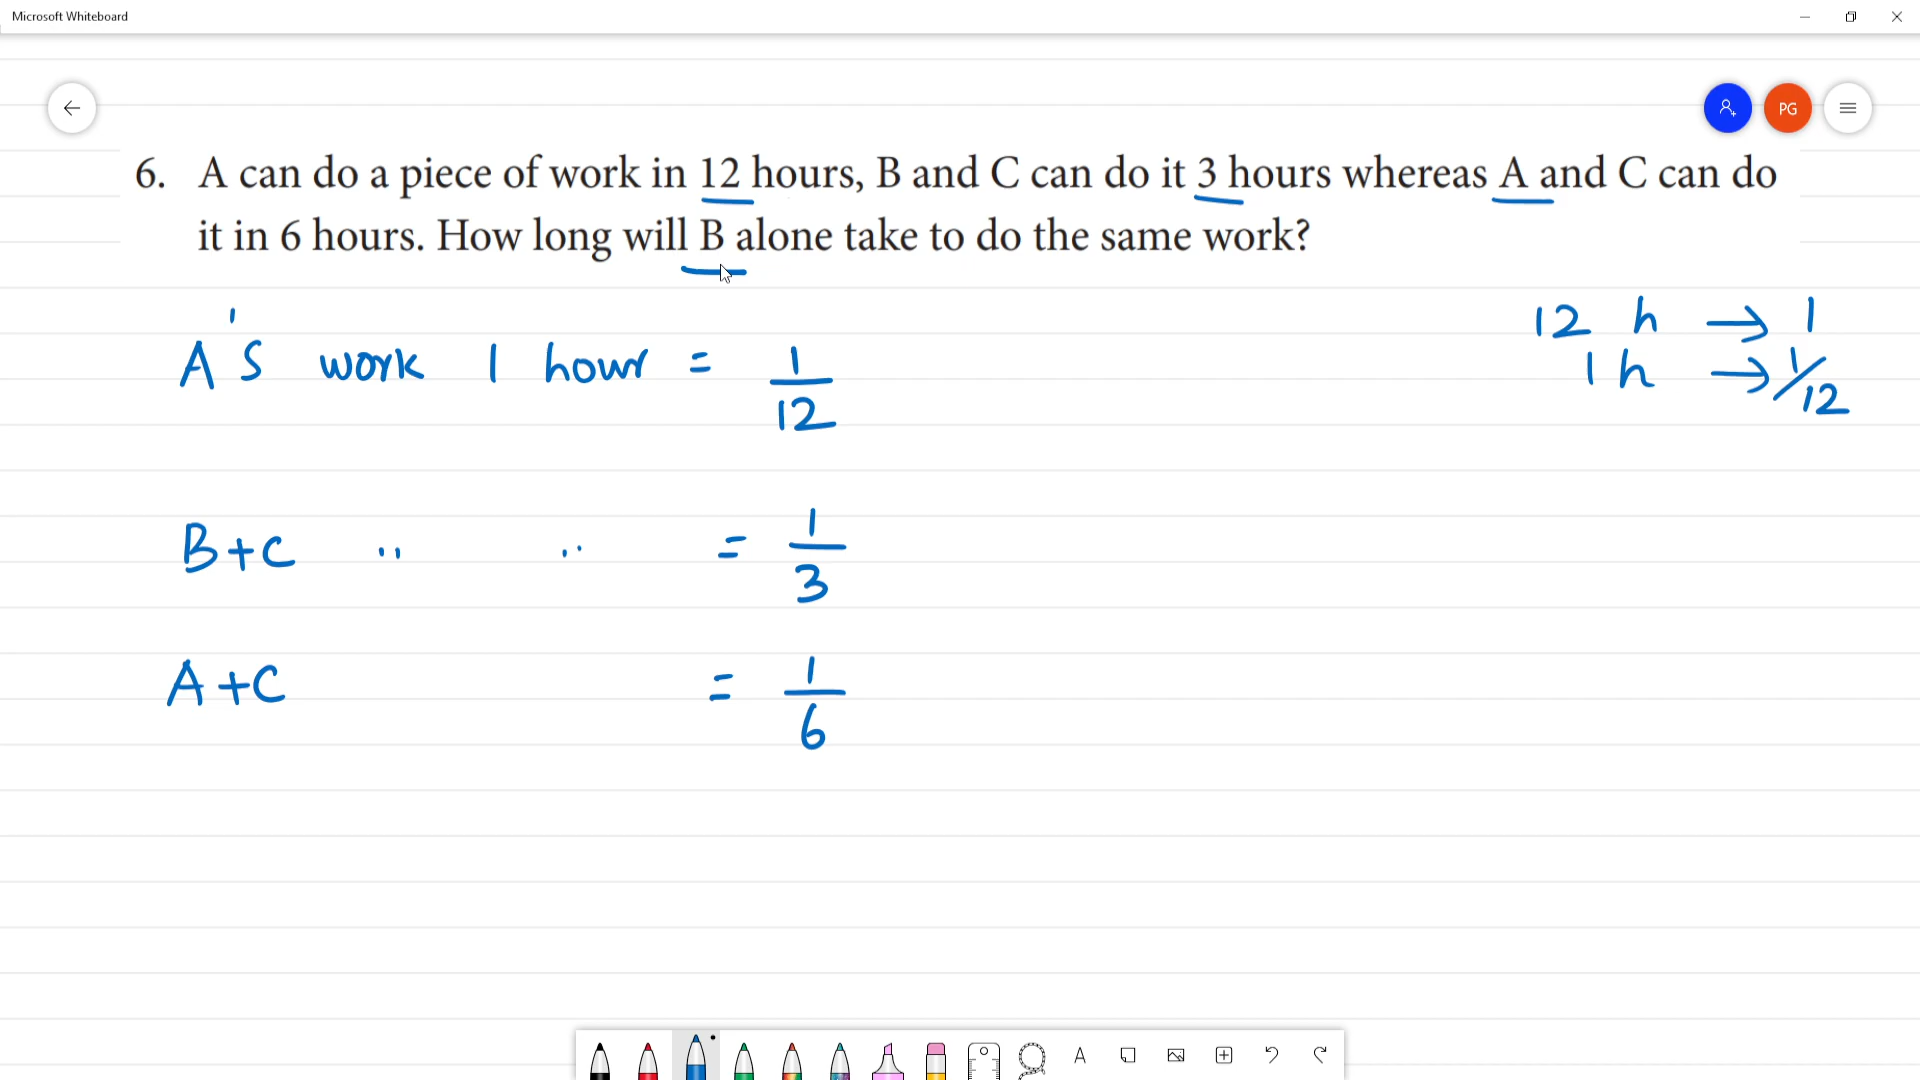 Microsoft Whiteboard
PG
6. A can do a piece of work in 12 hours, B and C can do it 3 hours whereas A and C can do
it in 6 hours. How long will B alone take to do the same work?
12 h → 1
1 h → 1/12
A's work 1 hour = 1/12
B+C ,, ,, = 1/3
A+C = 1/6
A